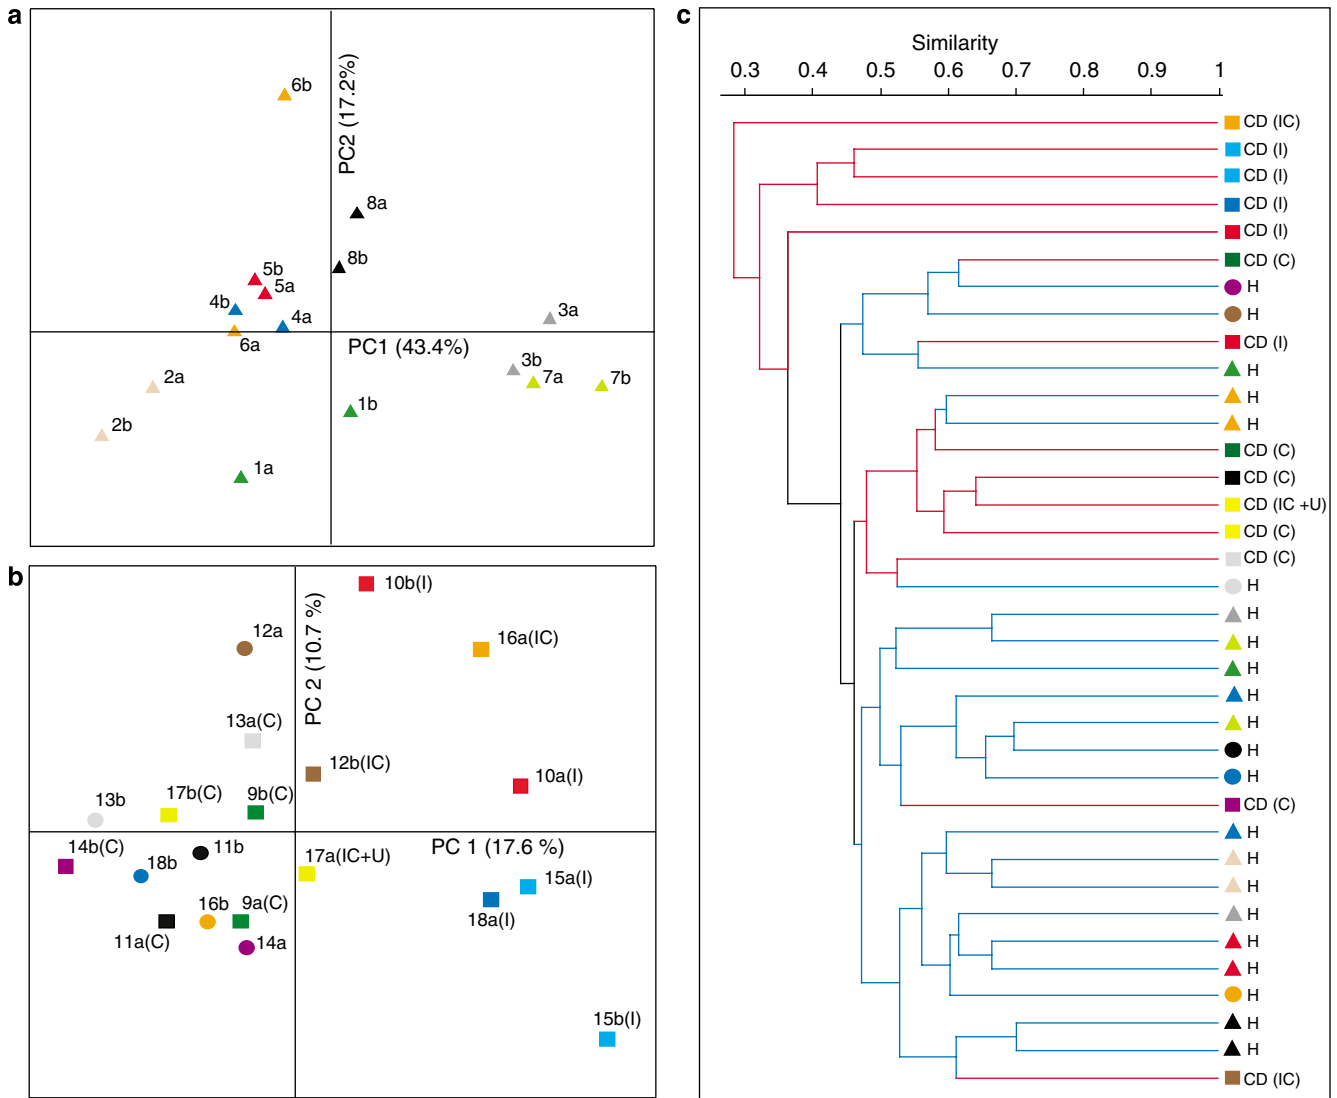 a
PC2 (17.2%)
6b
8a
8b
5b
5a
4b
4a
6a
3a
PC1 (43.4%)
3b
7a
7b
2a
1b
2b
1a
b
PC 2 (10.7 %)
10b(I)
12a
16a(IC)
13a(C)
12b(IC)
10a(I)
17b(C)
9b(C)
13b
PC 1 (17.6 %)
14b(C)
11b
18b
17a(IC+U)
15a(I)
16b
9a(C)
18a(I)
11a(C)
14a
15b(I)
c
Similarity
0.3 0.4 0.5 0.6 0.7 0.8 0.9 1
CD (IC)
CD (I)
CD (I)
CD (I)
CD (I)
CD (C)
H
H
CD (I)
H
H
H
CD (C)
CD (C)
CD (IC +U)
CD (C)
CD (C)
H
H
H
H
H
H
H
H
CD (C)
H
H
H
H
H
H
H
H
H
CD (IC)